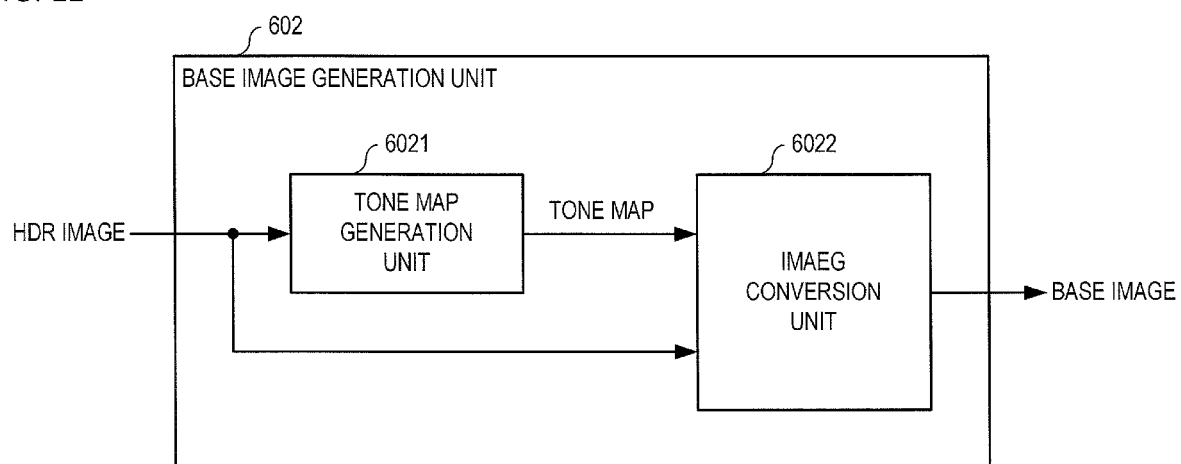 602
BASE IMAGE GENERATION UNIT
6021
6022
TONE MAP
GENERATION
UNIT
TONE MAP
HDR IMAGE
IMAEG
CONVERSION
UNIT
BASE IMAGE